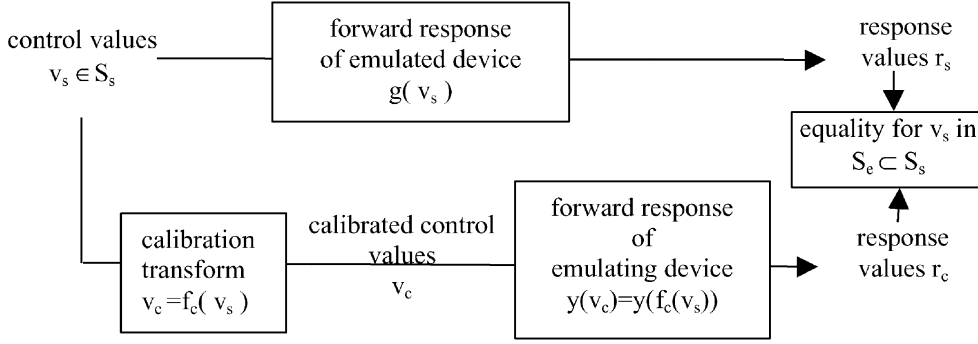 control values
v_s ∈ S_s
forward response
of emulated device
g( v_s )
response
values r_s
equality for v_s in
S_e ⊂ S_s
calibration
transform
v_c =f_c( v_s )
calibrated control
values
v_c
forward response
of
emulating device
y(v_c)=y(f_c(v_s))
response
values r_c